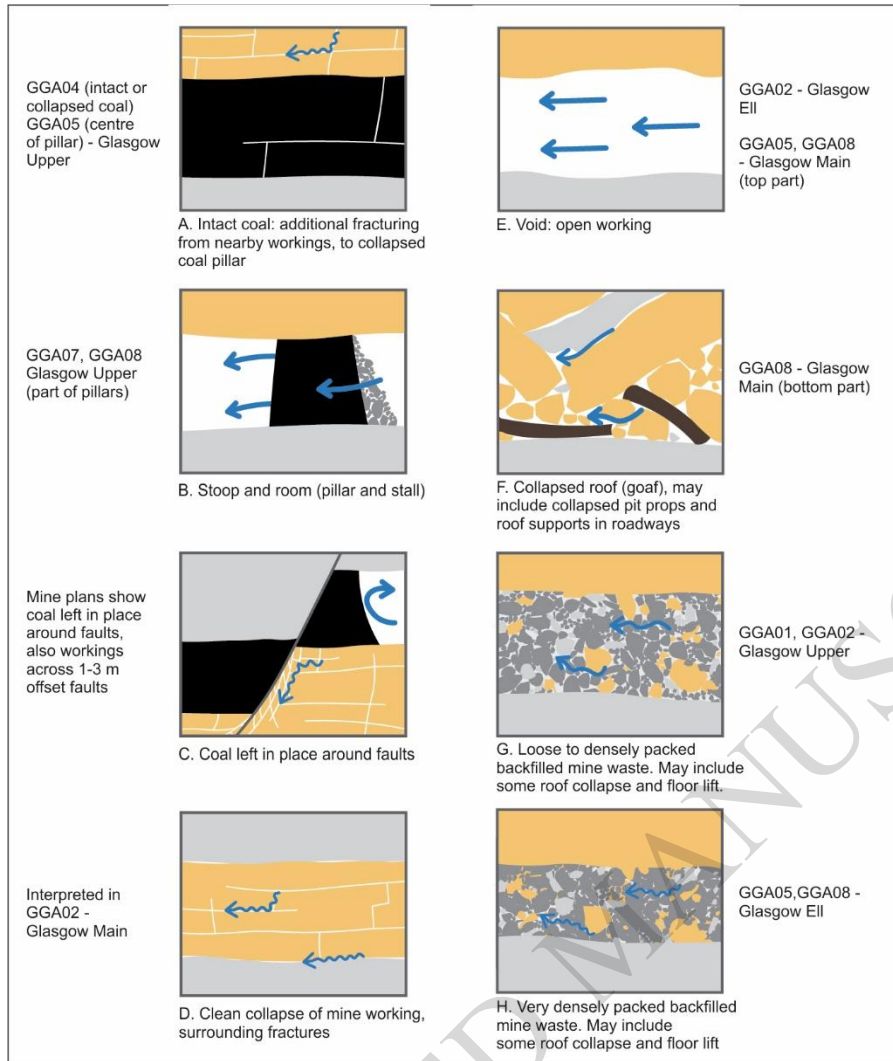 GGA04 (intact or
collapsed coal)
GGA05 (centre
of pillar) - Glasgow
Upper
A. Intact coal: additional fracturing
from nearby workings, to collapsed
coal pillar
GGA02 - Glasgow
Ell
GGA05, GGA08
- Glasgow Main
(top part)
E. Void: open working
GGA07, GGA08
Glasgow Upper
(part of pillars)
B. Stoop and room (pillar and stall)
GGA08 - Glasgow
Main (bottom part)
F. Collapsed roof (goaf), may
include collapsed pit props and
roof supports in roadways
Mine plans show
coal left in place
around faults,
also workings
across 1-3 m
offset faults
C. Coal left in place around faults
GGA01, GGA02 -
Glasgow Upper
G. Loose to densely packed
backfilled mine waste. May include
some roof collapse and floor lift.
Interpreted in
GGA02 -
Glasgow Main
D. Clean collapse of mine working,
surrounding fractures
GGA05,GGA08 -
Glasgow Ell
H. Very densely packed backfilled
mine waste. May include
some roof collapse and floor lift
ED MANUS